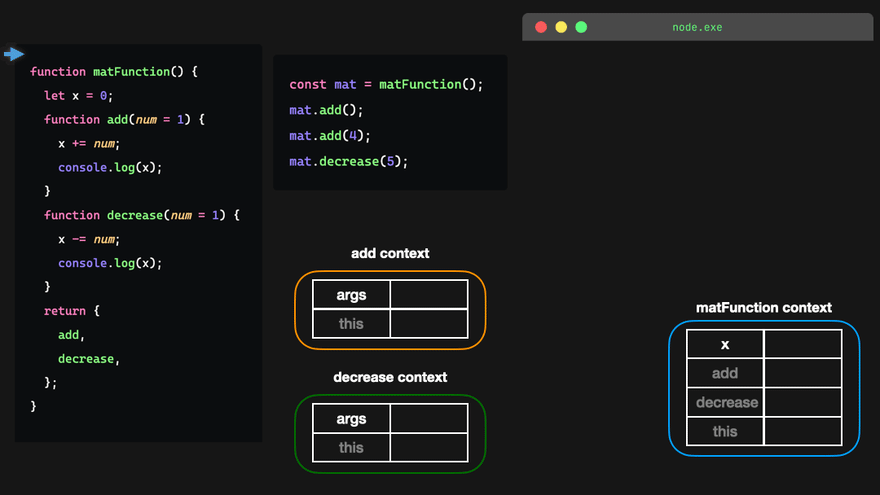 node.exe
function matFunction() {
let x = 0;
function add(num = 1) {
x += num;
console.log(x);
}
function decrease(num = 1) {
x -= num;
console.log(x);
}
return {
add,
decrease,
};
}
const mat = matFunction();
mat.add();
mat.add(4);
mat.decrease(5);
add context
args
this
decrease context
args
this
matFunction context
x
add
decrease
this